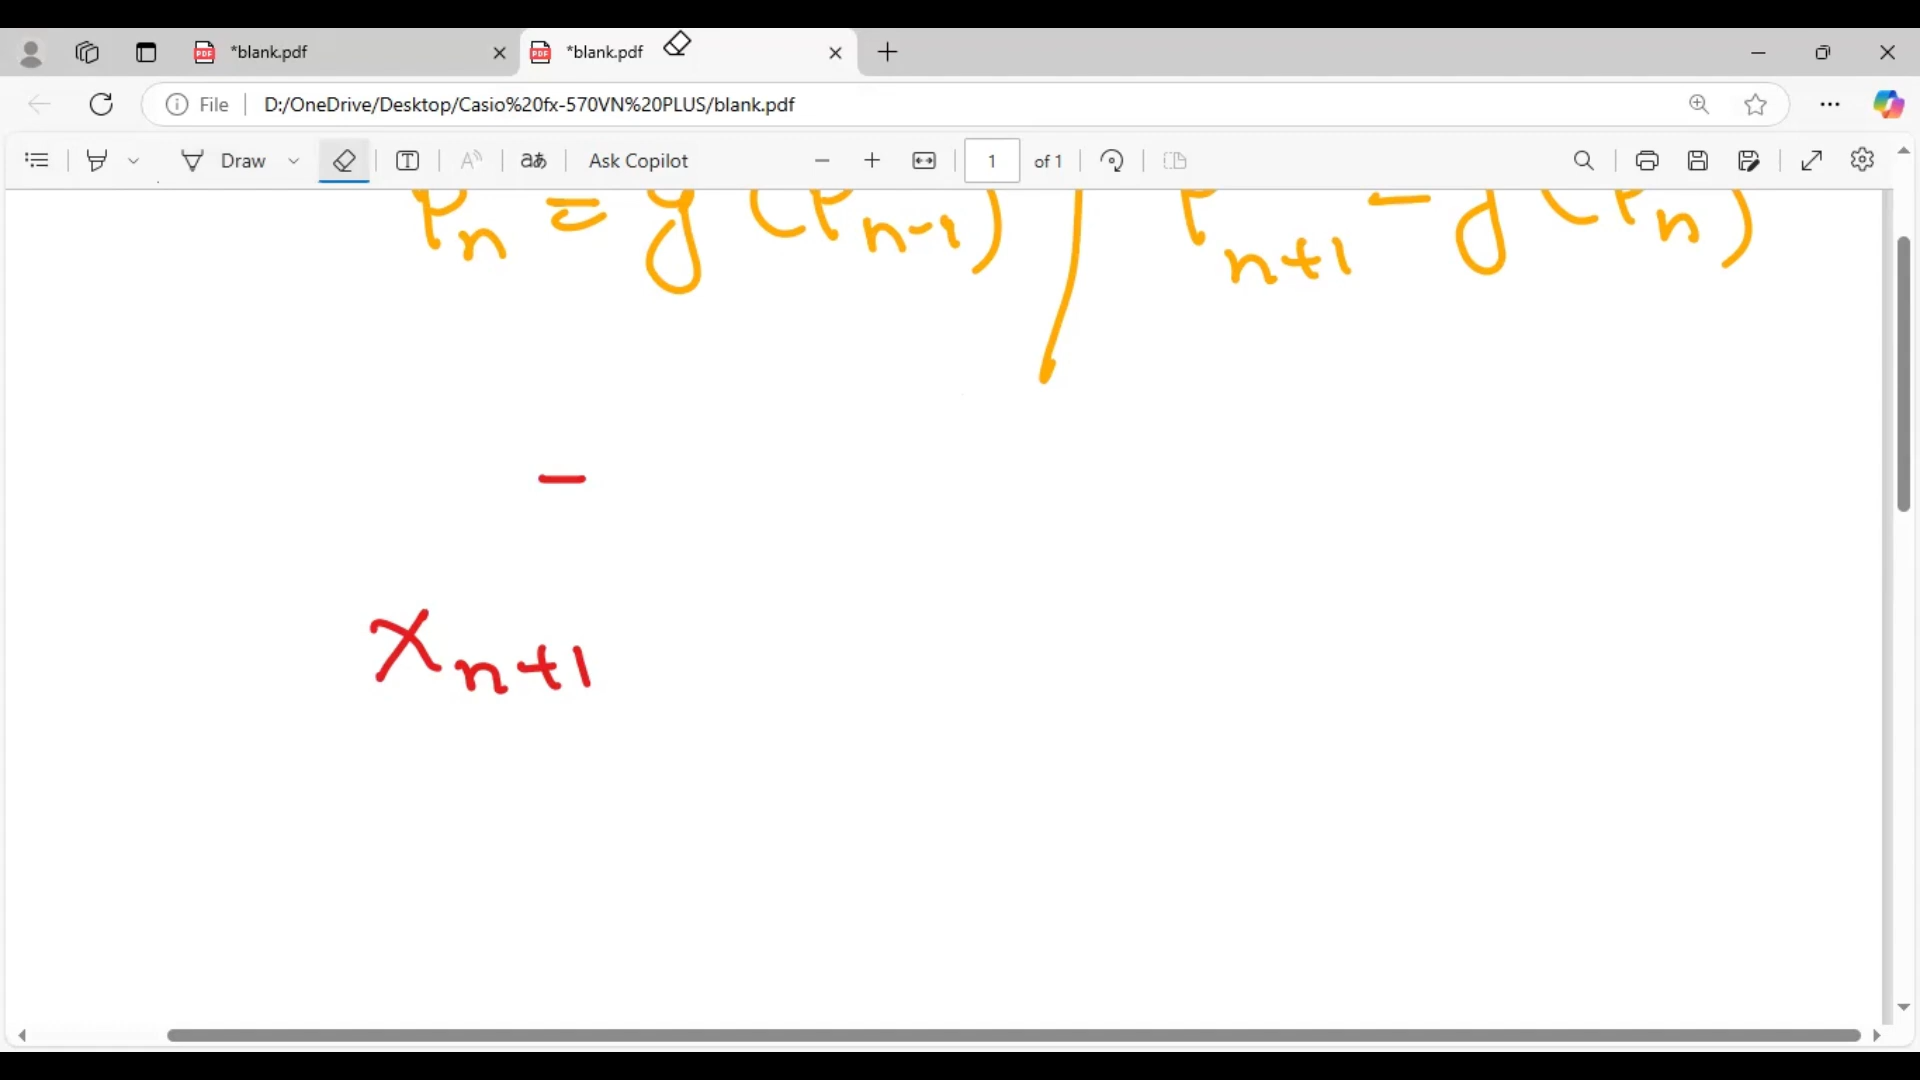 *blank.pdf
*blank.pdf
File D:/OneDrive/Desktop/Casio%20fx-570VN%20PLUS/blank.pdf
Draw Ask Copilot 1 of 1
Pn = g (Pn-1) Pn+1 = g (Pn)
–
Xn+1